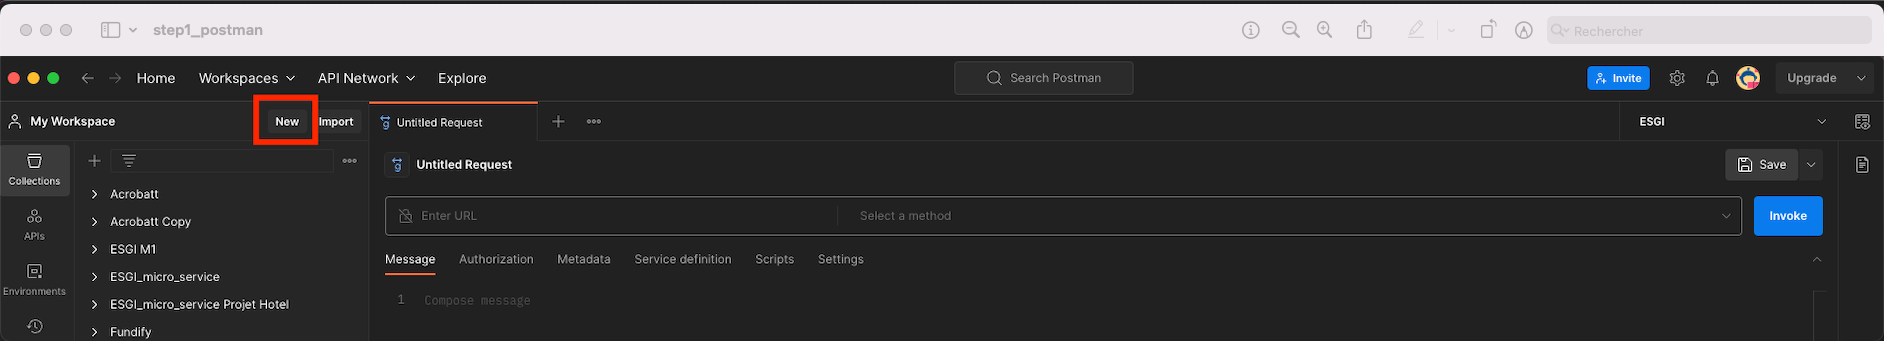 step1_postman
Rechercher
Home Workspaces API Network Explore
Search Postman
Invite
Upgrade
My Workspace
New
Import
Untitled Request
ESGI
Collections
APIs
Environments
Acrobatt
Acrobatt Copy
ESGI M1
ESGI_micro_service
ESGI_micro_service Projet Hotel
Fundify
Untitled Request
Save
Enter URL
Select a method
Invoke
Message Authorization Metadata Service definition Scripts Settings
1 Compose message